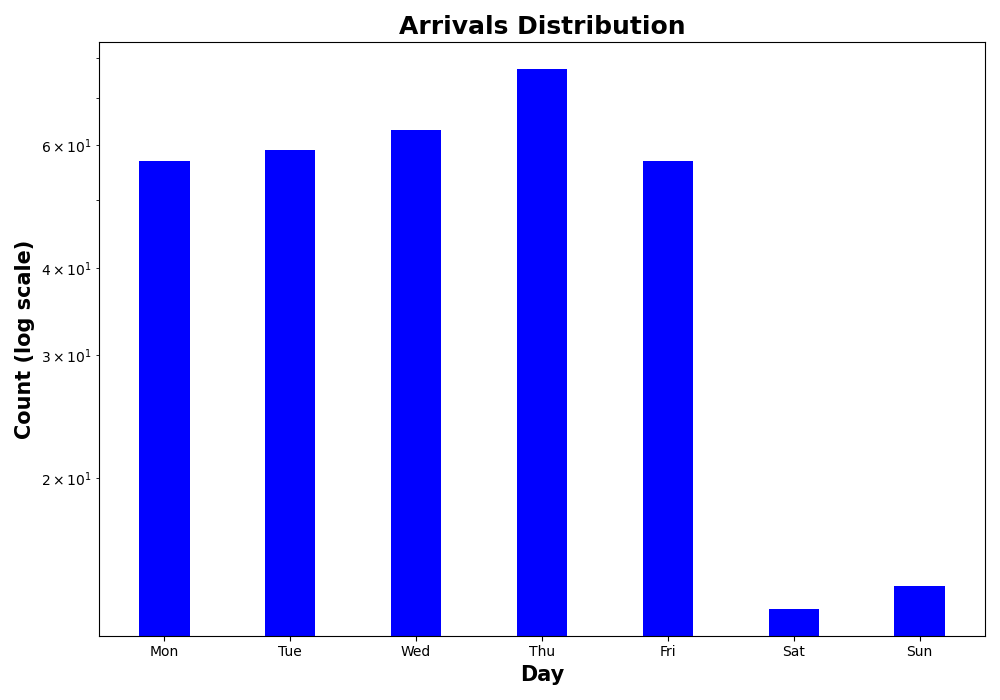 Arrivals Distribution
Count (log scale)
6 × 10¹
4 × 10¹
3 × 10¹
2 × 10¹
Mon Tue Wed Thu Fri Sat Sun
Day